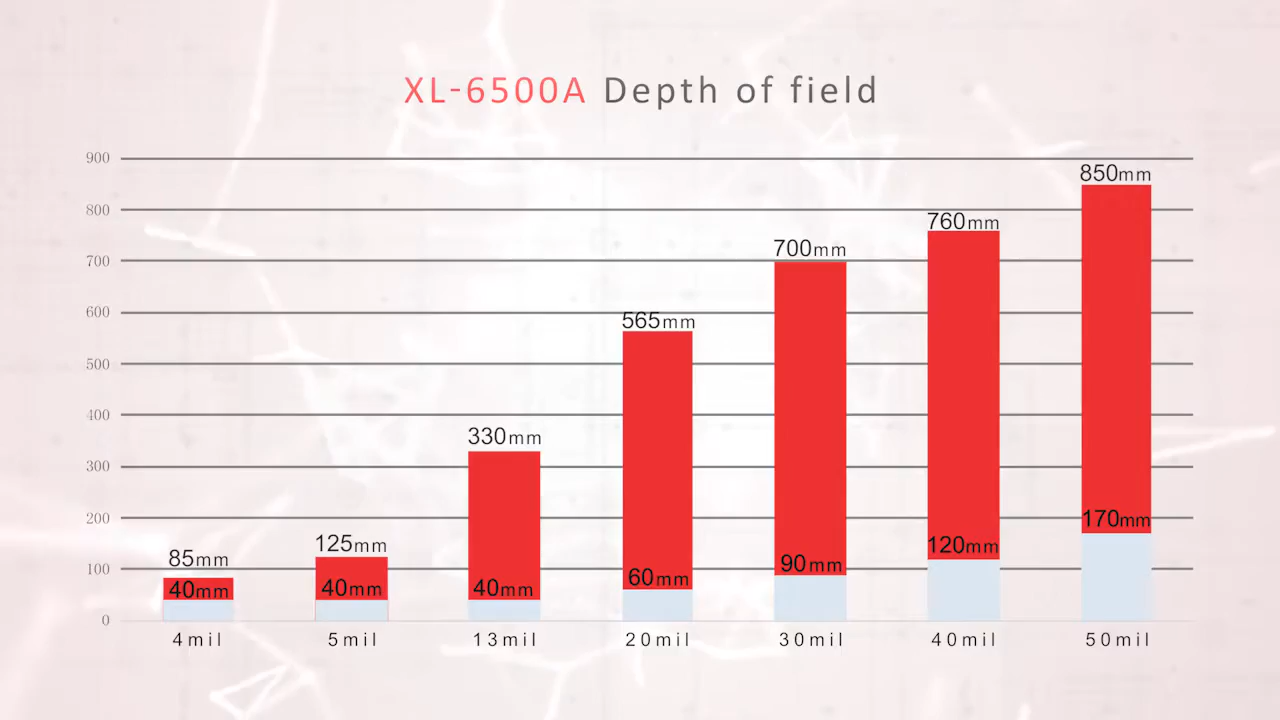 XL-6500A Depth of field
900
850mm
800
760mm
700
700mm
600
565mm
500
400
330mm
300
200
170mm
125mm
120mm
85mm
100
90mm
60mm
40mm
40mm
40mm
0
4mil
5mil
13mil
20mil
30mil
40mil
50mil